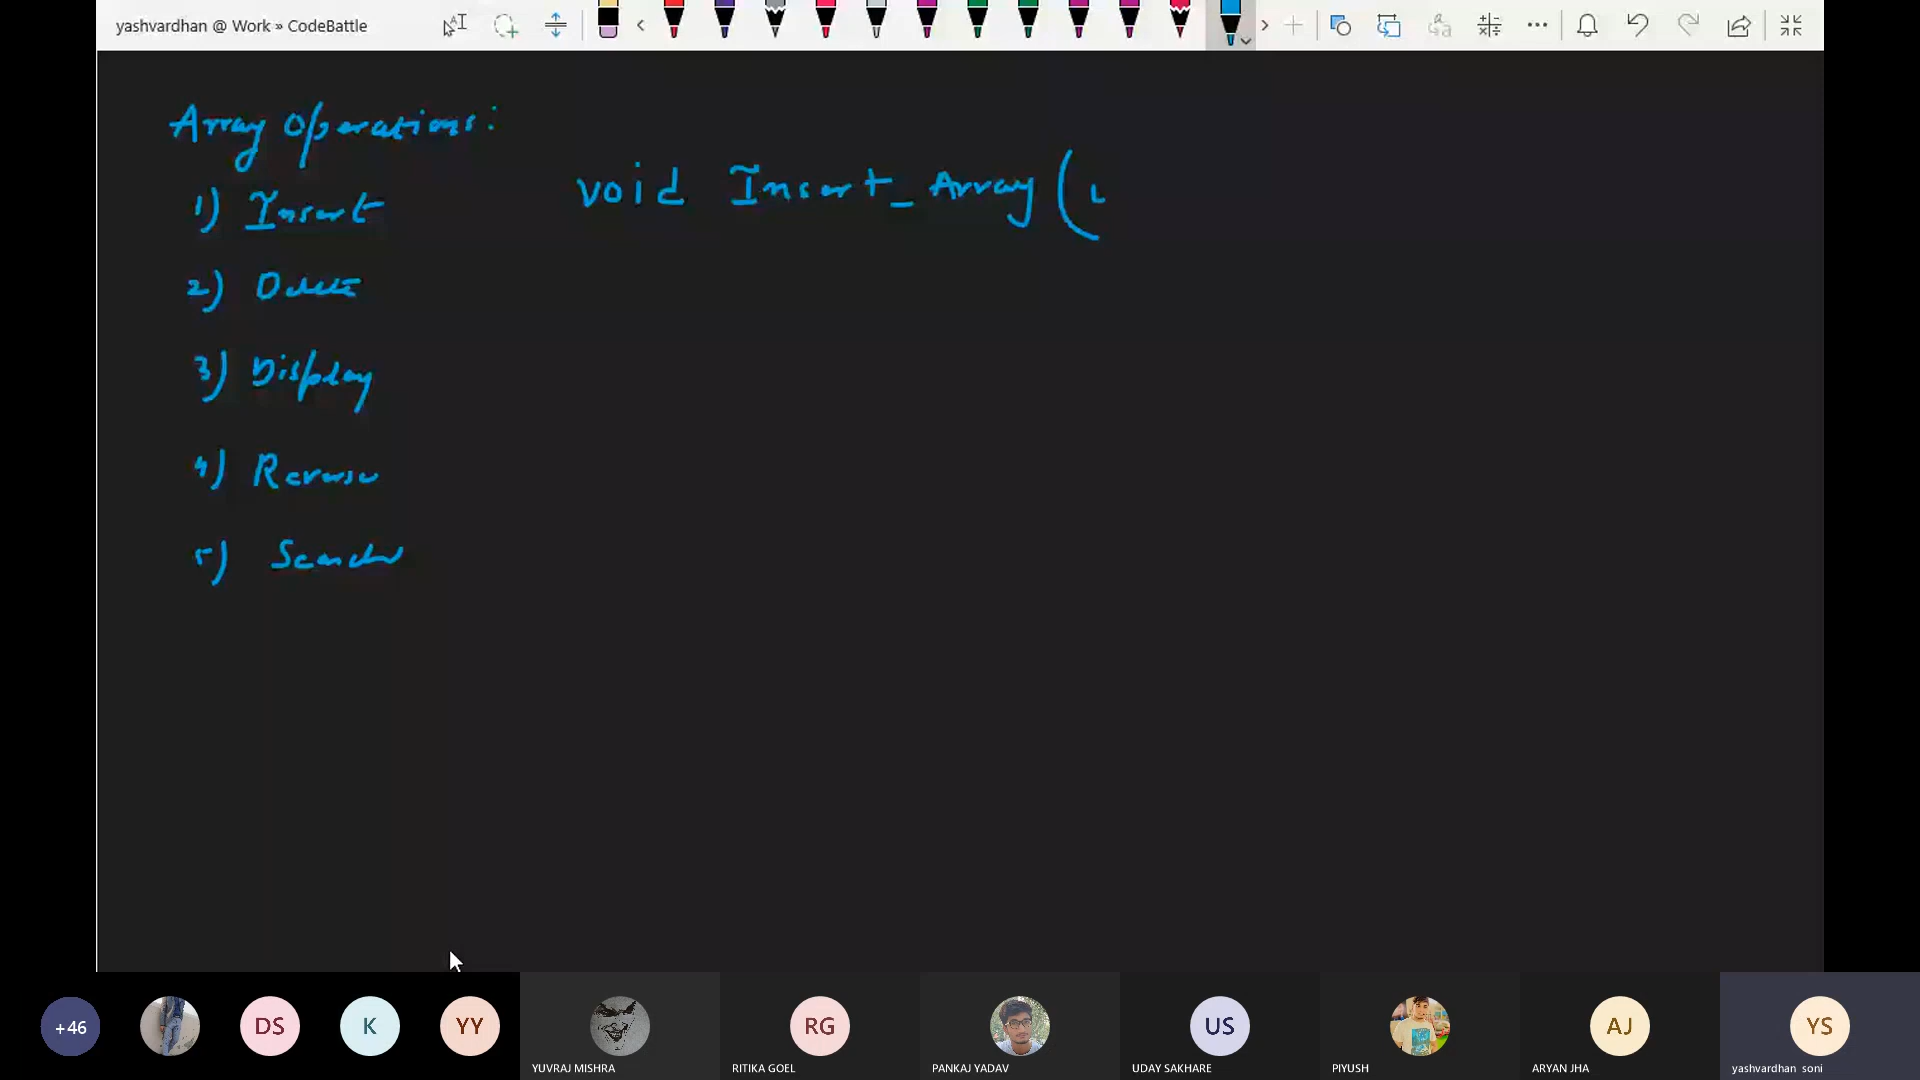 yashvardhan @ Work » CodeBattle
Array Operations:
void Insert_Array (
1) Insert
2) Delete
3) Display
4) Reverse
5) Search
+46
DS
K
YY
RG
US
AJ
YS
YUVRAJ MISHRA
RITIKA GOEL
PANKAJ YADAV
UDAY SAKHARE
PIYUSH
ARYAN JHA
yashvardhan soni